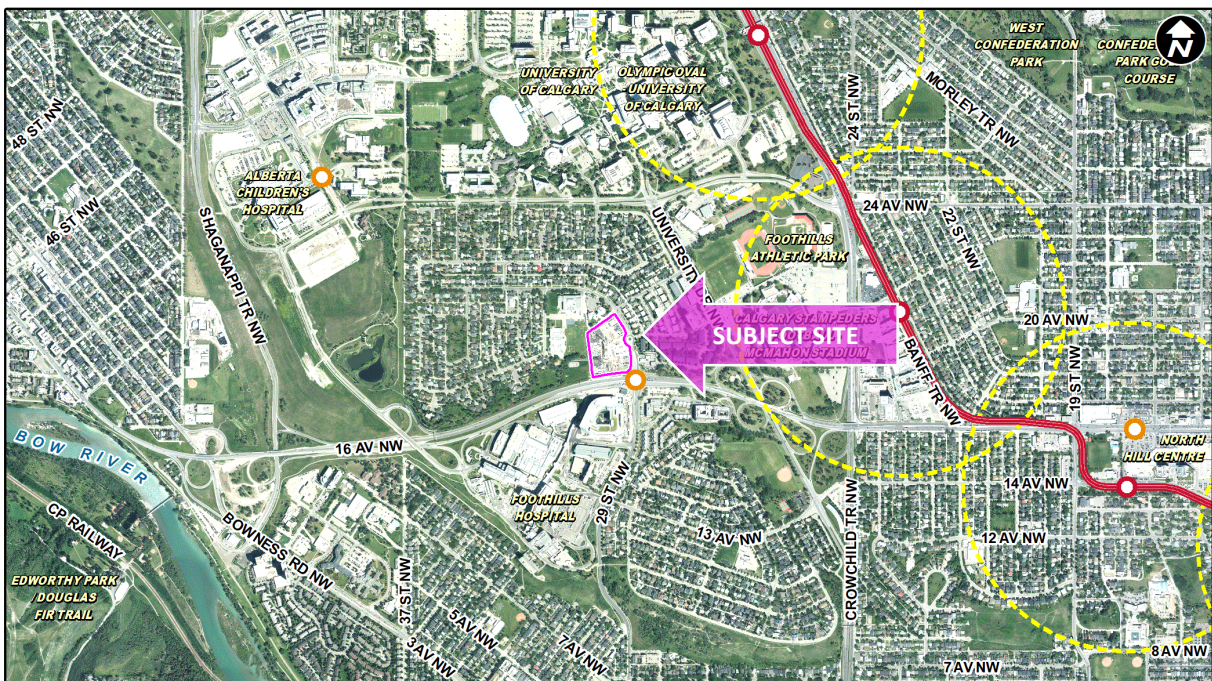 WEST
CONFEDERATION
PARK
CONFEDE
PARK GO
COURSE
N
UNIVERSITY
OF CALGARY
OLYMPIC OVAL
- UNIVERSITY
OF CALGARY
MORLEY TR NW
24 ST NW
48 ST NW
ALBERTA
CHILDREN'S
HOSPITAL
46 ST NW
SHAGANAPPI TR NW
24 AV NW
22 ST NW
UNIVERSITY
FOOTHILLS
ATHLETIC PARK
CALGARY STAMPEDERS
MCMAHON STADIUM
SUBJECT SITE
20 AV NW
BANFF TR NW
19 ST NW
BOW RIVER
16 AV NW
NORTH
HILL CENTRE
14 AV NW
FOOTHILLS
HOSPITAL
29 ST NW
CP RAILWAY
BOWNESS RD NW
13 AV NW
12 AV NW
CROWCHILD TR NW
EDWORTHY PARK
/DOUGLAS
FIR TRAIL
37 ST NW
5 AV NW
3 AV NW
7 AV NW
7 AV NW
8 AV NW